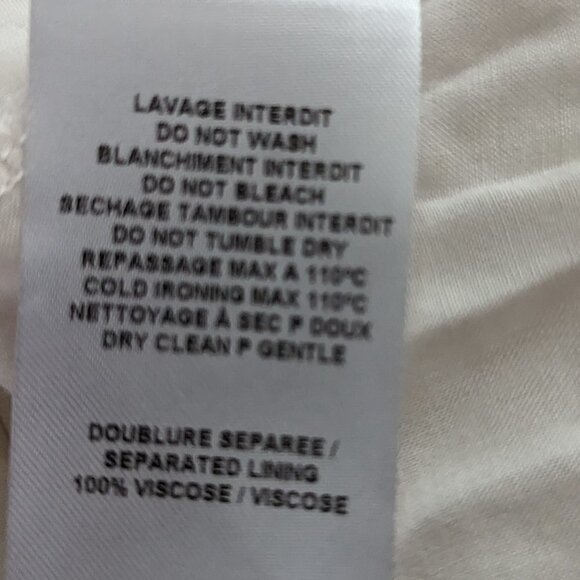 LAVAGE INTERDIT
DO NOT WASH
BLANCHIMENT INTERDIT
DO NOT BLEACH
SECHAGE TAMBOUR INTERDIT
DO NOT TUMBLE DRY
REPASSAGE MAX A 110°C
COLD IRONING MAX 110°C
NETTOYAGE À SEC P DOUX
DRY CLEAN P GENTLE
DOUBLURE SEPAREE /
SEPARATED LINING
100% VISCOSE / VISCOSE